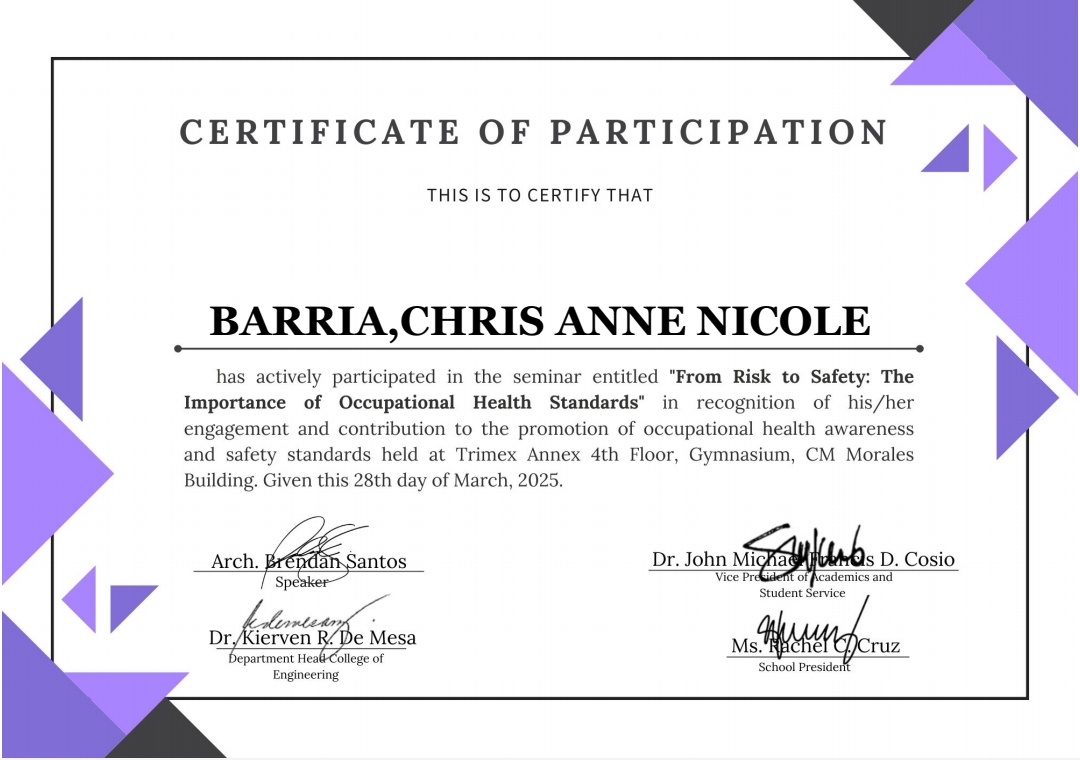 CERTIFICATE OF PARTICIPATION
THIS IS TO CERTIFY THAT
BARRIA,CHRIS ANNE NICOLE
has actively participated in the seminar entitled "From Risk to Safety: The
Importance of Occupational Health Standards" in recognition of his/her
engagement and contribution to the promotion of occupational health awareness
and safety standards held at Trimex Annex 4th Floor, Gymnasium, CM Morales
Building. Given this 28th day of March, 2025.
Arch. Brendan Santos
Speaker
Dr. John Michael Francis D. Cosio
Vice President of Academics and
Student Service
Dr. Kierven R. De Mesa
Department Head College of
Engineering
Ms. Rachel C. Cruz
School President